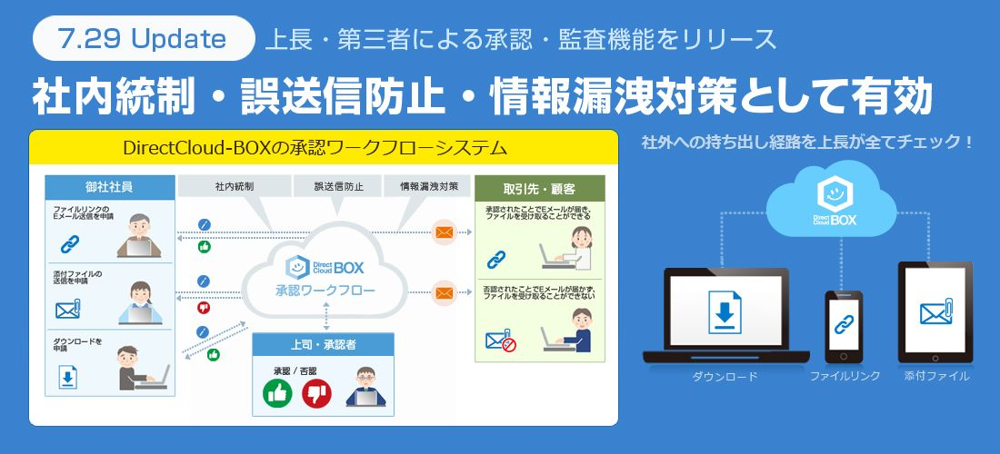 7.29 Update 上長・第三者による承認・監査機能をリリース
社内統制・誤送信防止・情報漏洩対策として有効
DirectCloud-BOXの承認ワークフローシステム
御社社員
ファイルリンクの
Eメール送信を申請
添付ファイルの
送信を申請
ダウンロードを
申請
社内統制
誤送信防止
情報漏洩対策
Direct
Cloud BOX
承認ワークフロー
上司・承認者
承認 / 否認
取引先・顧客
承認されたことでEメールが届き、
ファイルを受け取ることができる
否認されたことでEメールが届かず、
ファイルを受け取ることができない
社外への持ち出し経路を上長が全てチェック！
Direct
Cloud BOX
ダウンロード
ファイルリンク
添付ファイル